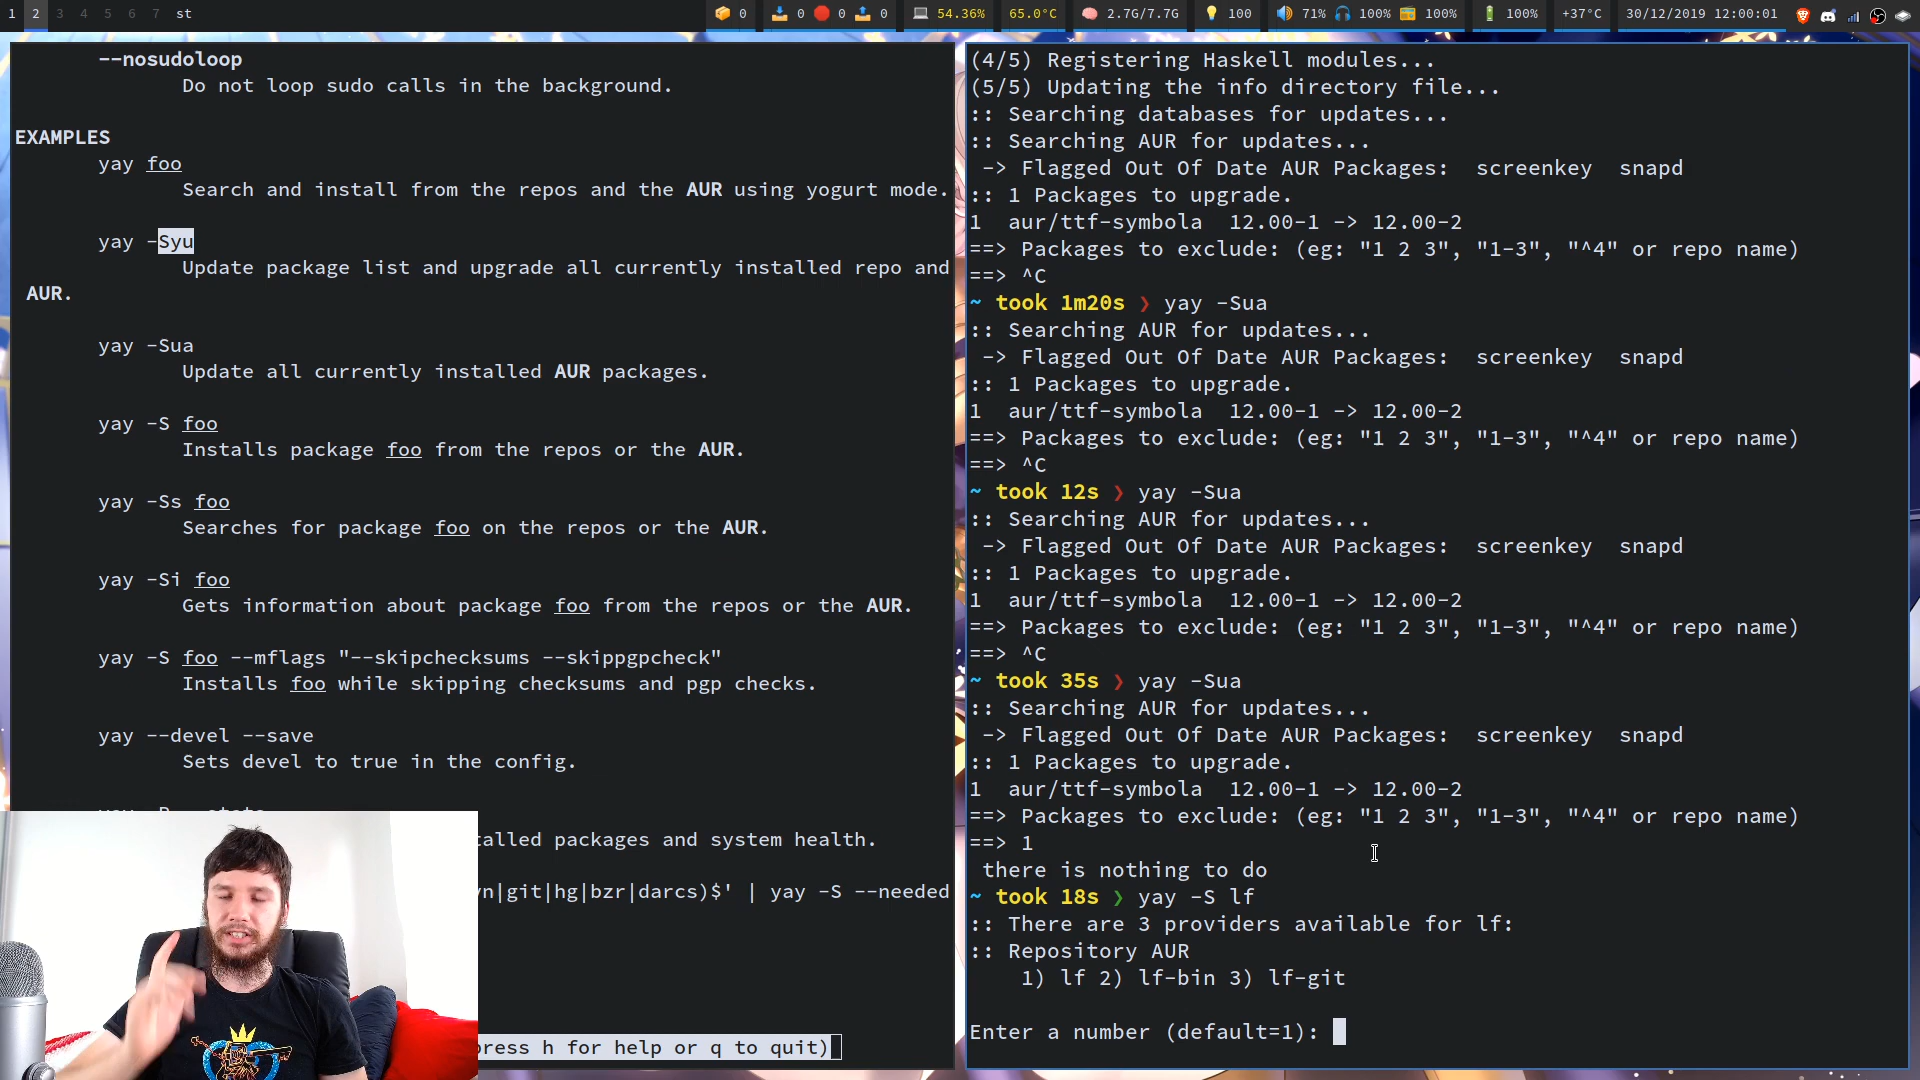 1 2 3 4 5 6 7 st
0 0 0 0 54.36% 65.0°C 2.7G/7.7G 100 71% 100% 100% 100% +37°C 30/12/2019 12:00:01
--nosudoloop
Do not loop sudo calls in the background.
EXAMPLES
yay foo
Search and install from the repos and the AUR using yogurt mode.
yay -Syu
Update package list and upgrade all currently installed repo and
AUR.
yay -Sua
Update all currently installed AUR packages.
yay -S foo
Installs package foo from the repos or the AUR.
yay -Ss foo
Searches for package foo on the repos or the AUR.
yay -Si foo
Gets information about package foo from the repos or the AUR.
yay -S foo --mflags "--skipchecksums --skippgpcheck"
Installs foo while skipping checksums and pgp checks.
yay --devel --save
Sets devel to true in the config.
talled packages and system health.
n|git|hg|bzr|darcs)$' | yay -S --needed
press h for help or q to quit)
(4/5) Registering Haskell modules...
(5/5) Updating the info directory file...
:: Searching databases for updates...
:: Searching AUR for updates...
-> Flagged Out Of Date AUR Packages: screenkey snapd
:: 1 Packages to upgrade.
1 aur/ttf-symbola 12.00-1 -> 12.00-2
==> Packages to exclude: (eg: "1 2 3", "1-3", "^4" or repo name)
==> ^C
~ took 1m20s ❯ yay -Sua
:: Searching AUR for updates...
-> Flagged Out Of Date AUR Packages: screenkey snapd
:: 1 Packages to upgrade.
1 aur/ttf-symbola 12.00-1 -> 12.00-2
==> Packages to exclude: (eg: "1 2 3", "1-3", "^4" or repo name)
==> ^C
~ took 12s ❯ yay -Sua
:: Searching AUR for updates...
-> Flagged Out Of Date AUR Packages: screenkey snapd
:: 1 Packages to upgrade.
1 aur/ttf-symbola 12.00-1 -> 12.00-2
==> Packages to exclude: (eg: "1 2 3", "1-3", "^4" or repo name)
==> ^C
~ took 35s ❯ yay -Sua
:: Searching AUR for updates...
-> Flagged Out Of Date AUR Packages: screenkey snapd
:: 1 Packages to upgrade.
1 aur/ttf-symbola 12.00-1 -> 12.00-2
==> Packages to exclude: (eg: "1 2 3", "1-3", "^4" or repo name)
==> 1
there is nothing to do
~ took 18s ❯ yay -S lf
:: There are 3 providers available for lf:
:: Repository AUR
1) lf 2) lf-bin 3) lf-git
Enter a number (default=1):